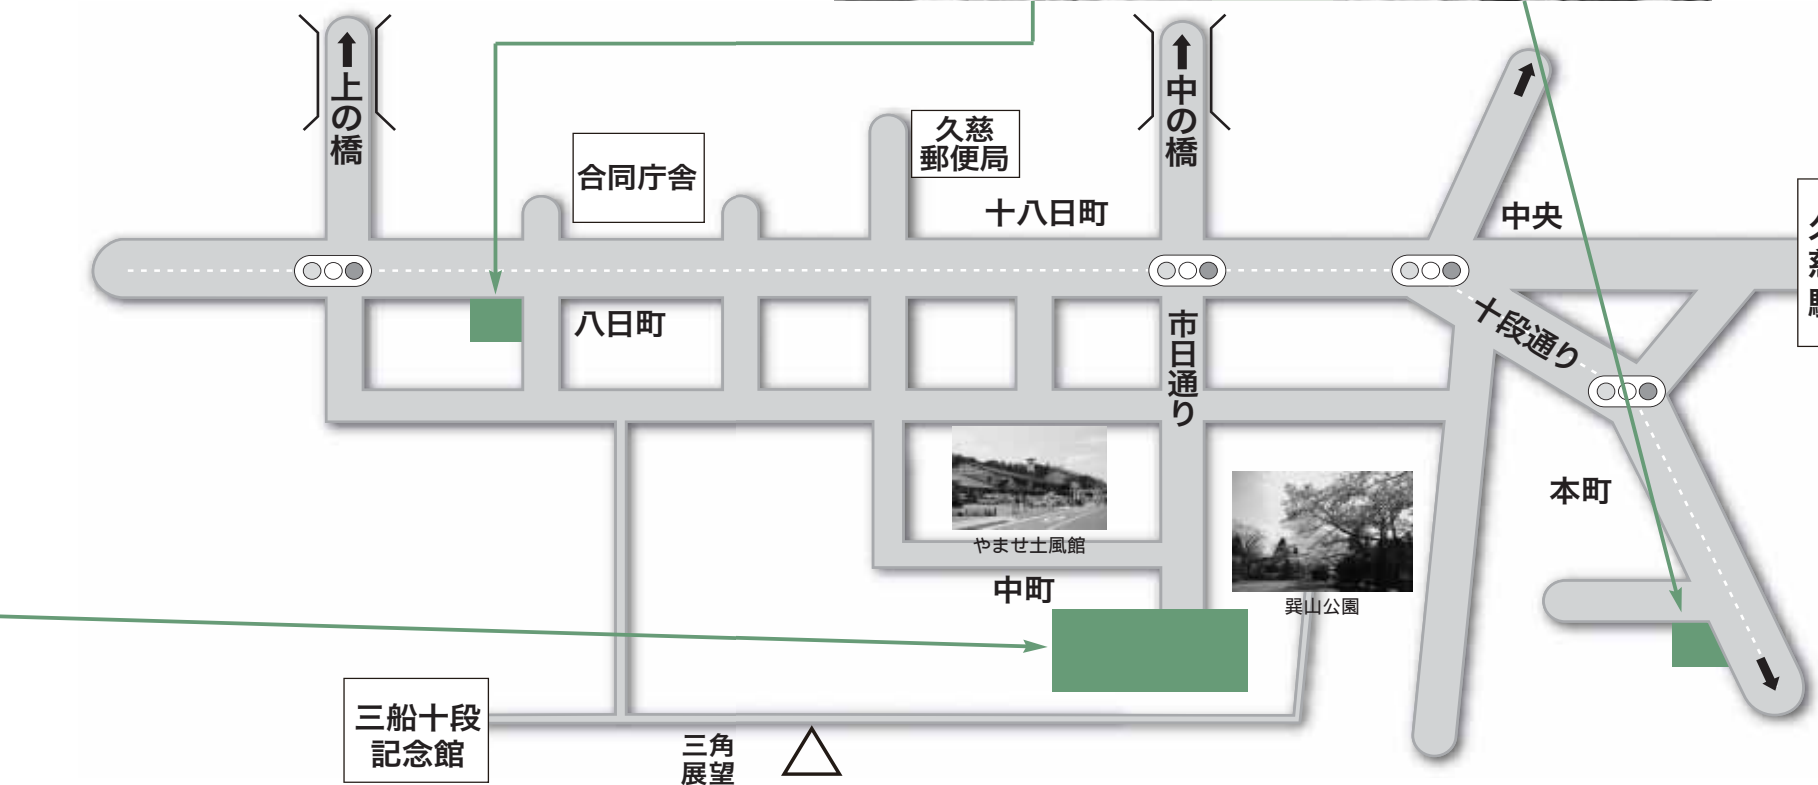 上の橋
中の橋
合同庁舎
久慈
郵便局
十八日町
中央
八日町
市日通り
十段通り
本町
やませ土風館
巽山公園
中町
三船十段
記念館
三角
展望